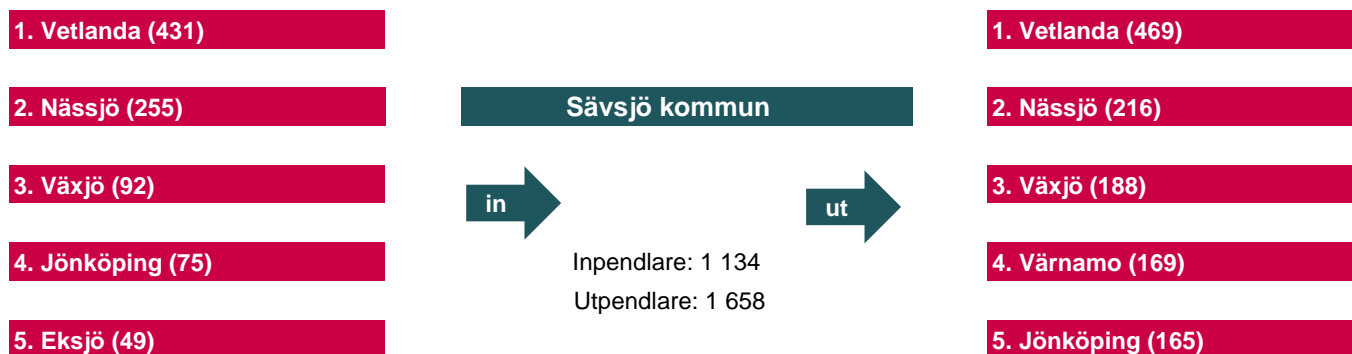 1. Vetlanda (431)
2. Nässjö (255)
3. Växjö (92)
4. Jönköping (75)
5. Eksjö (49)
Sävsjö kommun
in
ut
Inpendlare: 1 134
Utpendlare: 1 658
1. Vetlanda (469)
2. Nässjö (216)
3. Växjö (188)
4. Värnamo (169)
5. Jönköping (165)